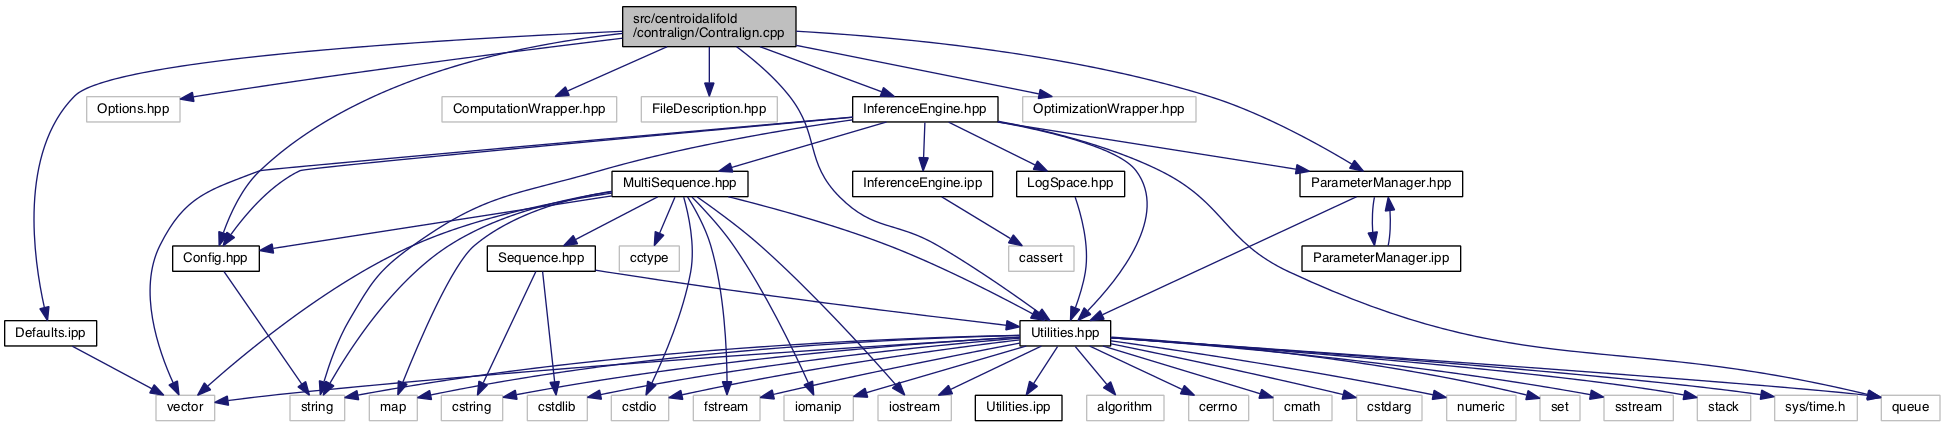 src/centroidalifold
/contralign/Contralign.cpp
Options.hpp
ComputationWrapper.hpp
FileDescription.hpp
InferenceEngine.hpp
OptimizationWrapper.hpp
MultiSequence.hpp
InferenceEngine.ipp
LogSpace.hpp
ParameterManager.hpp
Config.hpp
Sequence.hpp
cctype
cassert
ParameterManager.ipp
Defaults.ipp
Utilities.hpp
vector
string
map
cstring
cstdlib
cstdio
fstream
iomanip
iostream
Utilities.ipp
algorithm
cerrno
cmath
cstdarg
numeric
set
sstream
stack
sys/time.h
queue